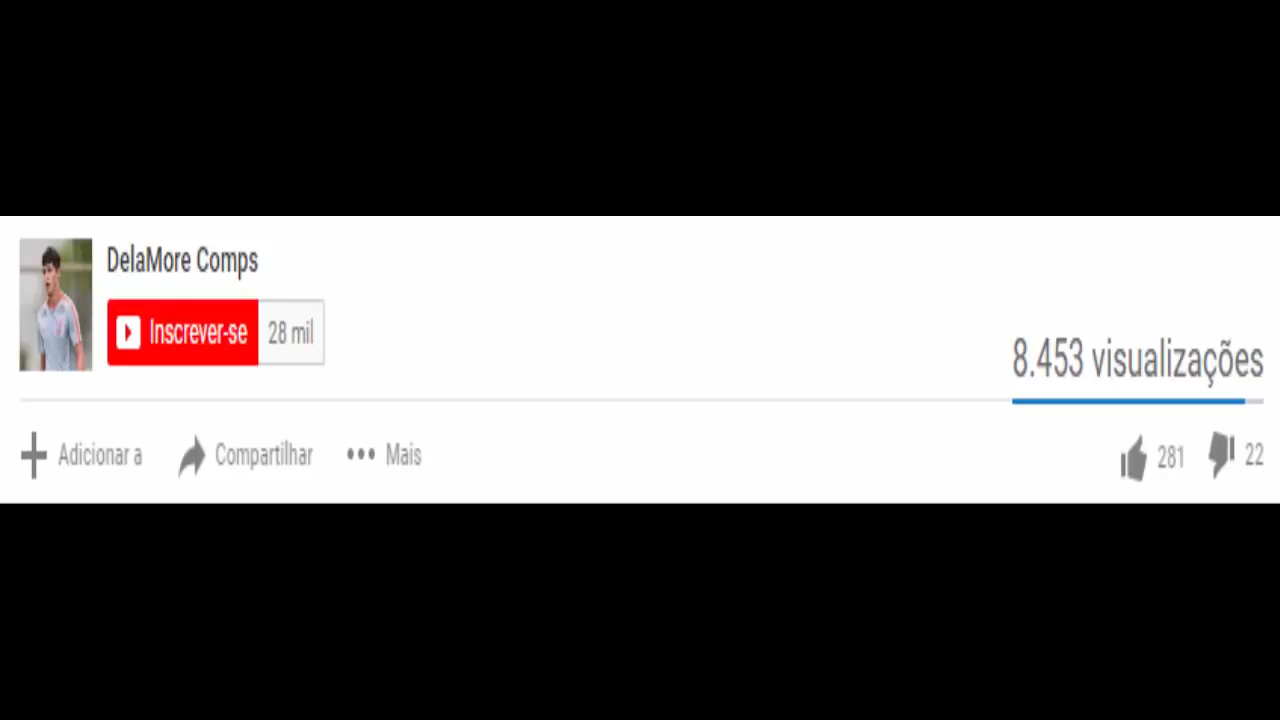 DelaMore Comps
Inscrever-se 28 mil
8.453 visualizações
Adicionar a Compartilhar Mais 281 22